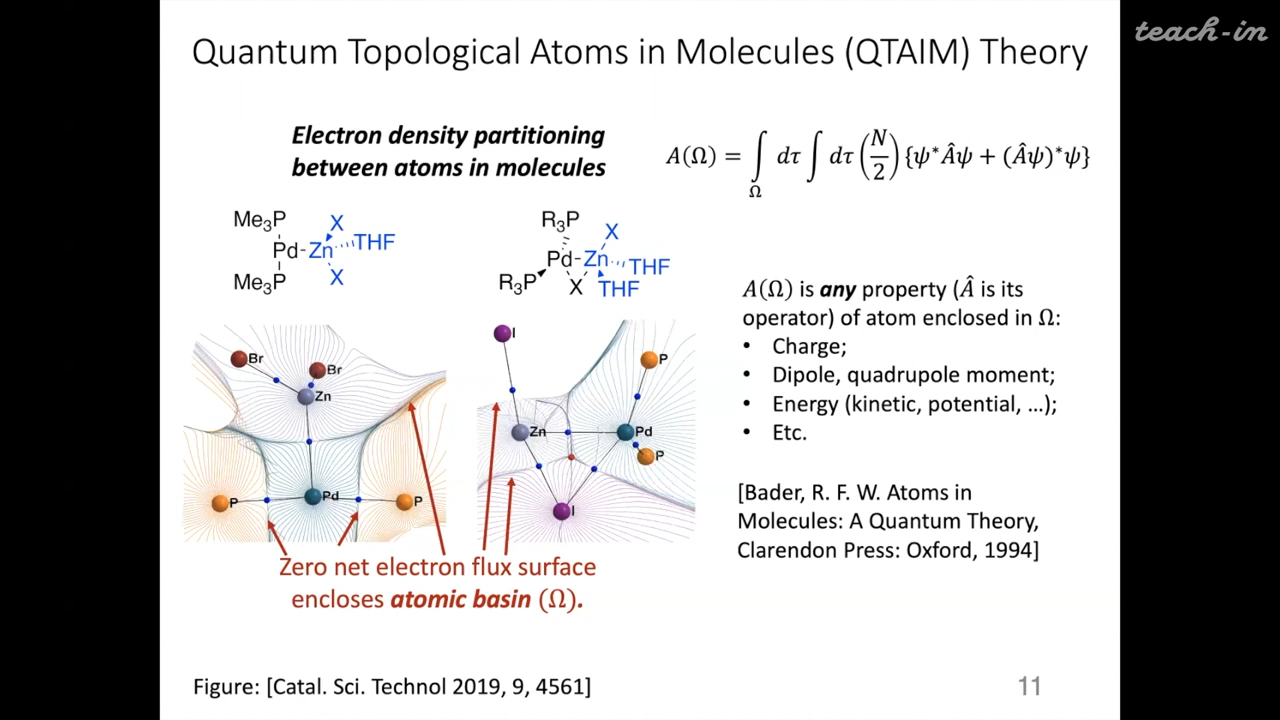 teach-in
Quantum Topological Atoms in Molecules (QTAIM) Theory
Electron density partitioning
between atoms in molecules
A(Ω) = ∫Ω dτ ∫ dτ (N/2) {ψ*Âψ + (Âψ)*ψ}
Me₃P
X
Pd-Zn THF
Me₃P
X
R₃P
X
Pd-Zn THF
R₃P X THF
Br
Br
Zn
P Pd P
I
P
Zn Pd
P
I
A(Ω) is any property (Â is its
operator) of atom enclosed in Ω:
• Charge;
• Dipole, quadrupole moment;
• Energy (kinetic, potential, …);
• Etc.
[Bader, R. F. W. Atoms in
Molecules: A Quantum Theory,
Clarendon Press: Oxford, 1994]
Zero net electron flux surface
encloses atomic basin (Ω).
Figure: [Catal. Sci. Technol 2019, 9, 4561]
11